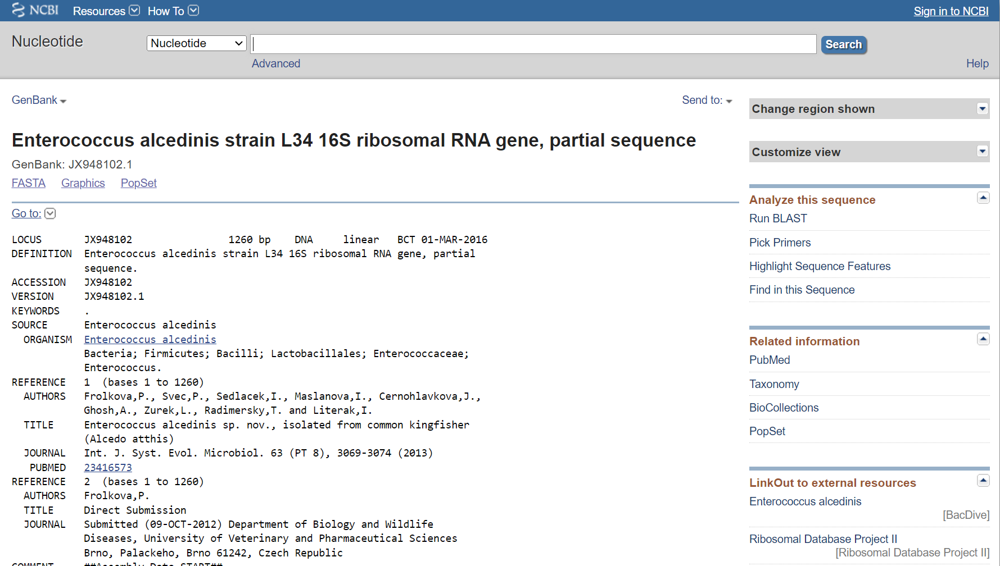 NCBI Resources How To Sign in to NCBI
Nucleotide Nucleotide Search
Advanced Help
GenBank Send to:
Change region shown
Customize view
Enterococcus alcedinis strain L34 16S ribosomal RNA gene, partial sequence
GenBank: JX948102.1
FASTA Graphics PopSet
Go to:
LOCUS JX948102 1260 bp DNA linear BCT 01-MAR-2016
DEFINITION Enterococcus alcedinis strain L34 16S ribosomal RNA gene, partial
sequence.
ACCESSION JX948102
VERSION JX948102.1
KEYWORDS .
SOURCE Enterococcus alcedinis
ORGANISM Enterococcus alcedinis
Bacteria; Firmicutes; Bacilli; Lactobacillales; Enterococcaceae;
Enterococcus.
REFERENCE 1 (bases 1 to 1260)
AUTHORS Frolkova,P., Svec,P., Sedlacek,I., Maslanova,I., Cernohlavkova,J.,
Ghosh,A., Zurek,L., Radimersky,T. and Literak,I.
TITLE Enterococcus alcedinis sp. nov., isolated from common kingfisher
(Alcedo atthis)
JOURNAL Int. J. Syst. Evol. Microbiol. 63 (PT 8), 3069-3074 (2013)
PUBMED 23416573
REFERENCE 2 (bases 1 to 1260)
AUTHORS Frolkova,P.
TITLE Direct Submission
JOURNAL Submitted (09-OCT-2012) Department of Biology and Wildlife
Diseases, University of Veterinary and Pharmaceutical Sciences
Brno, Palackeho, Brno 61242, Czech Republic
COMMENT ##Assembly-Data-START##
Analyze this sequence
Run BLAST
Pick Primers
Highlight Sequence Features
Find in this Sequence
Related information
PubMed
Taxonomy
BioCollections
PopSet
LinkOut to external resources
Enterococcus alcedinis
[BacDive]
Ribosomal Database Project II
[Ribosomal Database Project II]